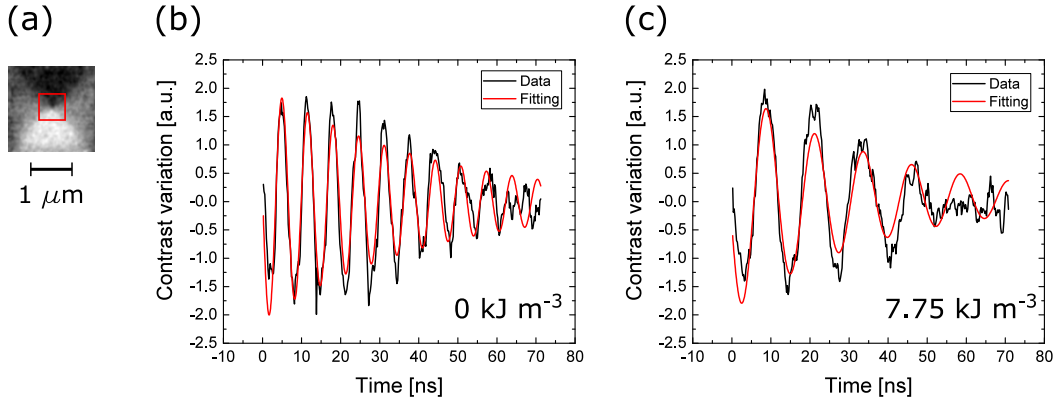 (a)
1 μm
(b)
Contrast variation [a.u.]
2.5
2.0
1.5
1.0
0.5
-0.0
-0.5
-1.0
-1.5
-2.0
-2.5
Data
Fitting
0 kJ m⁻³
-10 0 10 20 30 40 50 60 70 80
Time [ns]
(c)
Contrast variation [a.u.]
2.5
2.0
1.5
1.0
0.5
-0.0
-0.5
-1.0
-1.5
-2.0
-2.5
Data
Fitting
7.75 kJ m⁻³
-10 0 10 20 30 40 50 60 70 80
Time [ns]